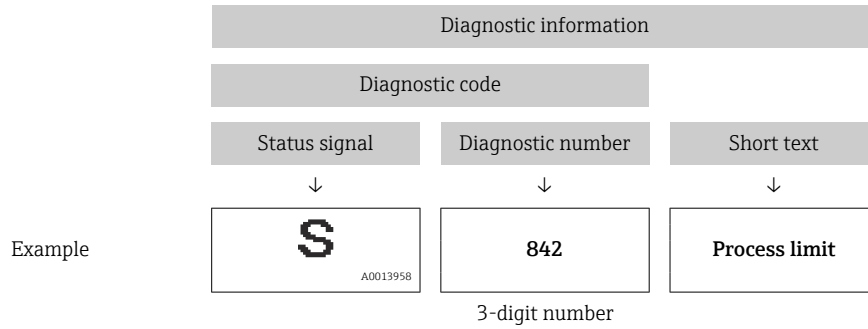 Diagnostic information
Diagnostic code
Status signal Diagnostic number Short text
↓ ↓ ↓
Example S 842 Process limit
A0013958
3-digit number